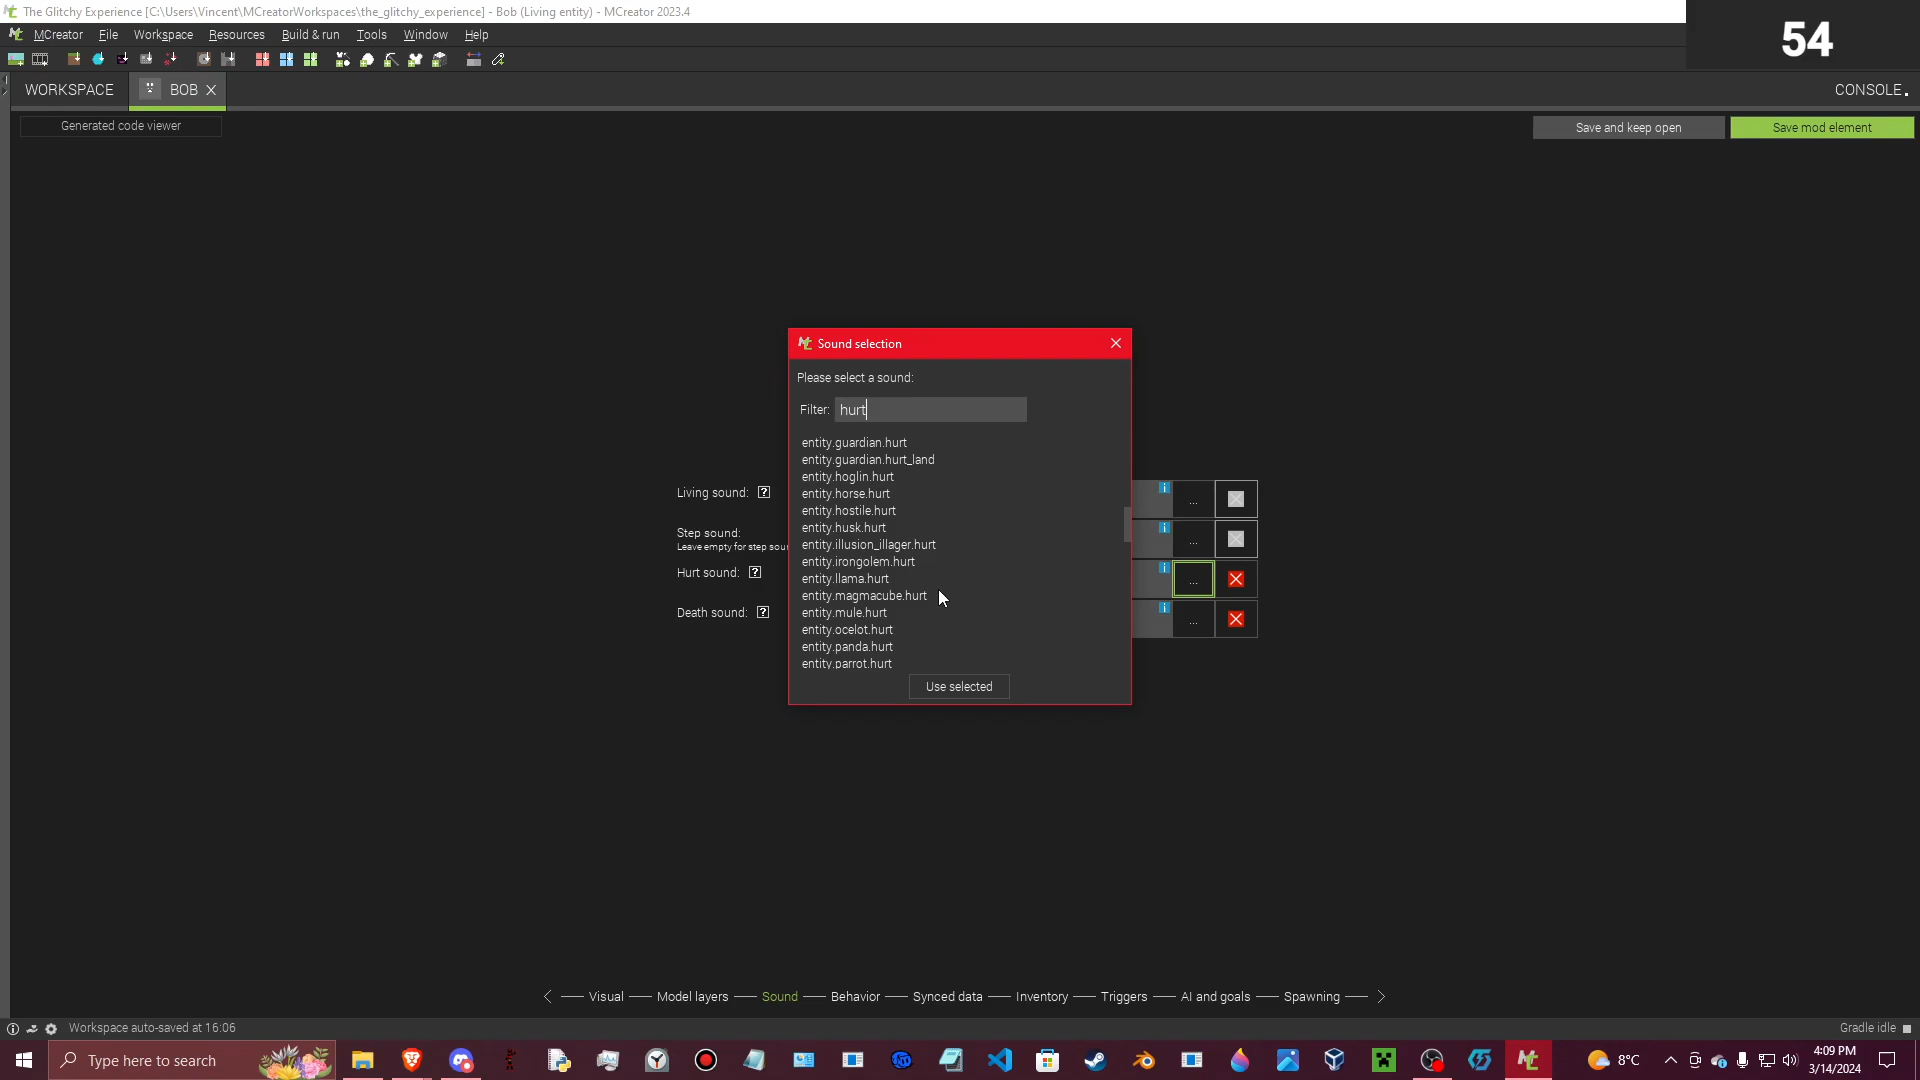 The Glitchy Experience [C:\Users\Vincent\MCreatorWorkspaces\the_glitchy_experience] - Bob (Living entity) - MCreator 2023.4
54
MCreator File Workspace Resources Build & run Tools Window Help
WORKSPACE BOB CONSOLE
Generated code viewer Save and keep open Save mod element
Sound selection
Please select a sound:
Filter: hurt
entity.guardian.hurt
entity.guardian.hurt_land
entity.hoglin.hurt
entity.horse.hurt
entity.hostile.hurt
entity.husk.hurt
entity.illusion_illager.hurt
entity.irongolem.hurt
entity.llama.hurt
entity.magmacube.hurt
entity.mule.hurt
entity.ocelot.hurt
entity.panda.hurt
entity.parrot.hurt
Use selected
Living sound: ?
Step sound:
Leave empty for step sou
Hurt sound: ?
Death sound: ?
...
...
...
...
Visual Model layers Sound Behavior Synced data Inventory Triggers AI and goals Spawning
Workspace auto-saved at 16:06 Gradle idle
Type here to search
8°C
4:09 PM
3/14/2024